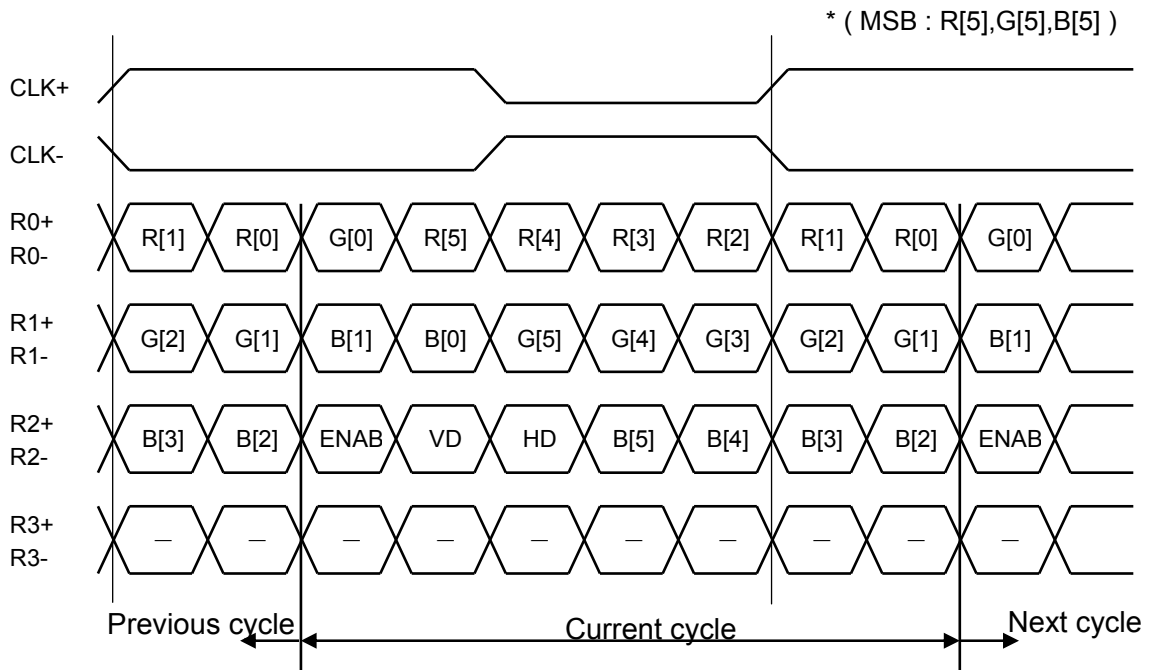 * ( MSB : R[5],G[5],B[5] )
CLK+
CLK-
R0+
R0-
R[1] R[0] G[0] R[5] R[4] R[3] R[2] R[1] R[0] G[0]
R1+
R1-
G[2] G[1] B[1] B[0] G[5] G[4] G[3] G[2] G[1] B[1]
R2+
R2-
B[3] B[2] ENAB VD HD B[5] B[4] B[3] B[2] ENAB
R3+
R3-
— — — — — — — — — —
Previous cycle Current cycle Next cycle